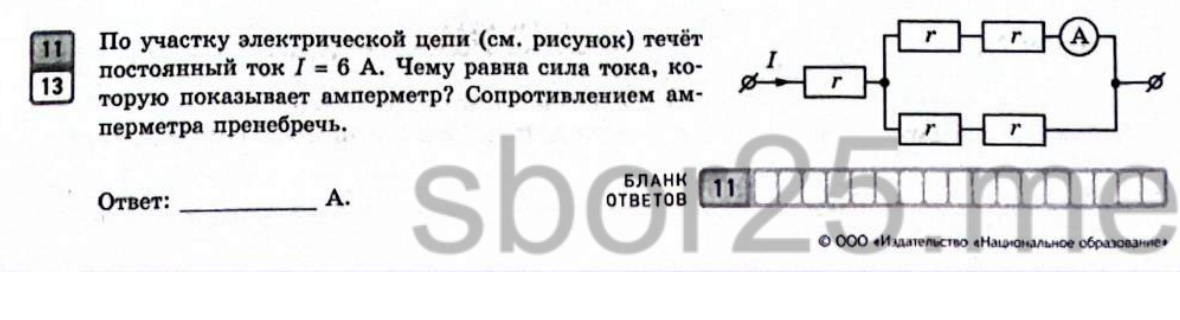 11
13
По участку электрической цепи (см. рисунок) течёт
постоянный ток I = 6 А. Чему равна сила тока, ко-
торую показывает амперметр? Сопротивлением ам-
перметра пренебречь.
I
r
r
r
A
r
r
Ответ: __________ А.
БЛАНК
ОТВЕТОВ
11
sbor25.me
© ООО «Издательство «Национальное образование»